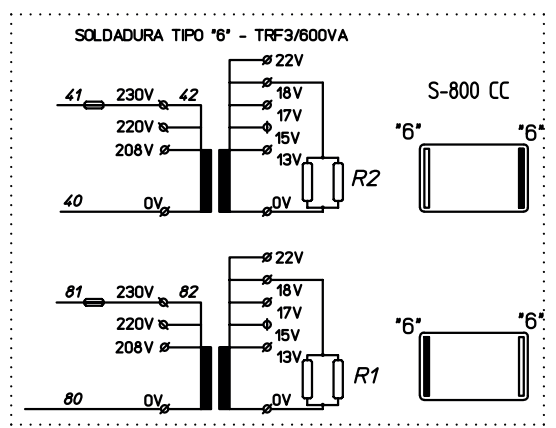 SOLDADURA TIPO "6" - TRF3/600VA
22V
41 230V 42
18V
220V
17V
208V
15V
13V
R2
40 0V
0V
S-800 CC
"6" "6"
22V
81 230V 82
18V
220V
17V
208V
15V
13V
R1
80 0V
0V
"6" "6"